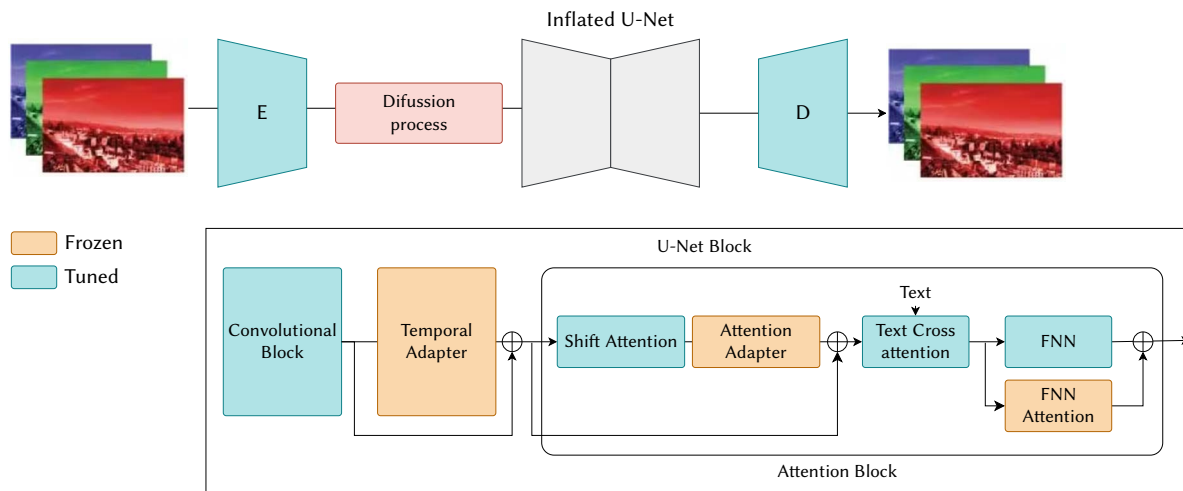 Inflated U-Net
E
Difussion
process
D
Frozen
Tuned
U-Net Block
Convolutional
Block
Temporal
Adapter
Shift Attention
Attention
Adapter
Text
Text Cross
attention
FNN
FNN
Attention
Attention Block